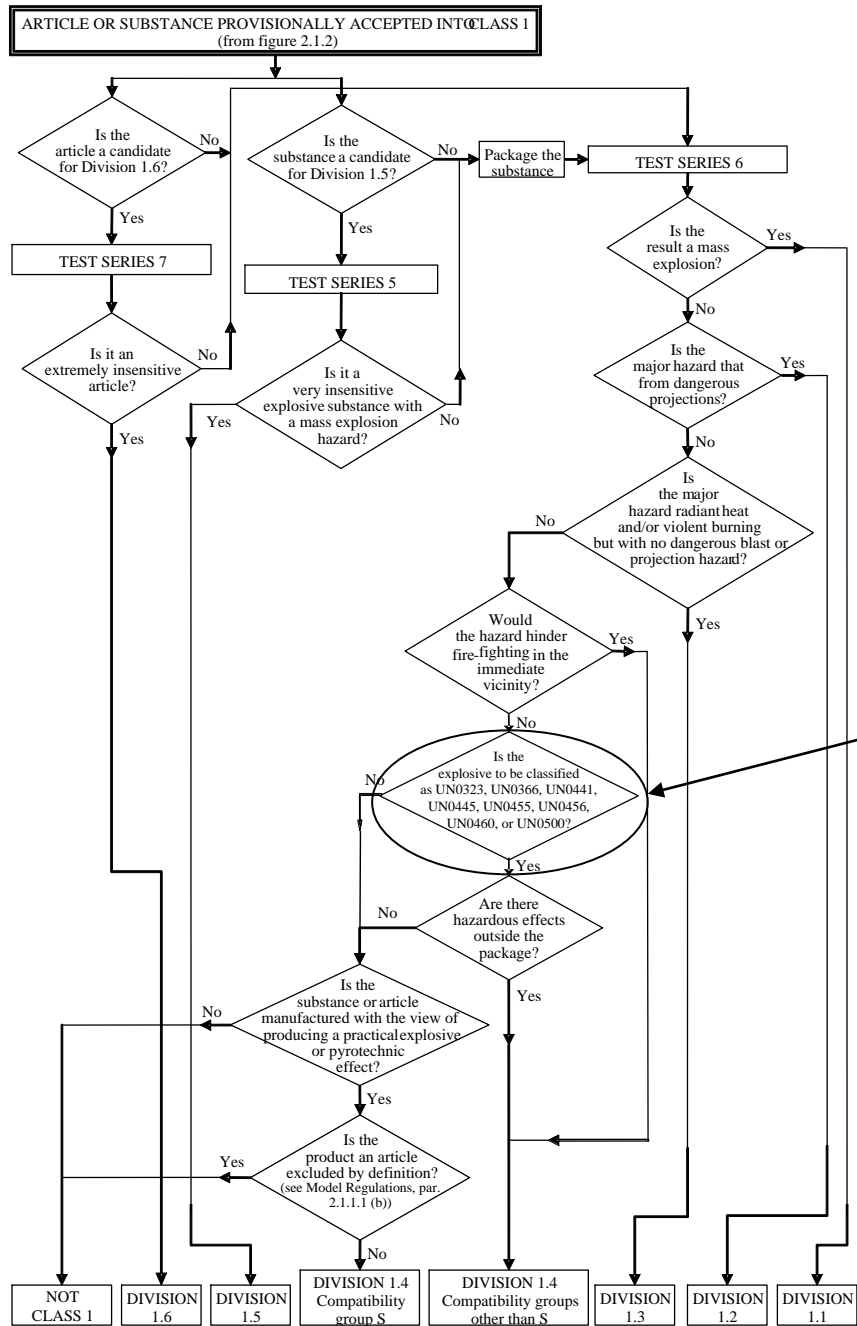 ARTICLE OR SUBSTANCE PROVISIONALLY ACCEPTED INTO CLASS 1
(from figure 2.1.2)
Is the
article a candidate
for Division 1.6?
No
Yes
TEST SERIES 7
Is it an
extremely insensitive
article?
No
Yes
Is the
substance a candidate
for Division 1.5?
No
Yes
Package the
substance
TEST SERIES 5
Is it a
very insensitive
explosive substance with
a mass explosion
hazard?
Yes
No
TEST SERIES 6
Is the
result a mass
explosion?
Yes
No
Is the
major hazard that
from dangerous
projections?
Yes
No
Is
the major
hazard radiant heat
and/or violent burning
but with no dangerous blast or
projection hazard?
No
Yes
Would
the hazard hinder
fire-fighting in the
immediate
vicinity?
Yes
No
Is the
explosive to be classified
as UN0323, UN0366, UN0441,
UN0445, UN0455, UN0456,
UN0460, or UN0500?
No
Yes
Are there
hazardous effects
outside the
package?
No
Yes
Is the
substance or article
manufactured with the view of
producing a practical explosive
or pyrotechnic
effect?
No
Yes
Is the
product an article
excluded by definition?
(see Model Regulations, par.
2.1.1.1 (b))
Yes
No
NOT
CLASS 1
DIVISION
1.6
DIVISION
1.5
DIVISION 1.4
Compatibility
group S
DIVISION 1.4
Compatibility groups
other than S
DIVISION
1.3
DIVISION
1.2
DIVISION
1.1